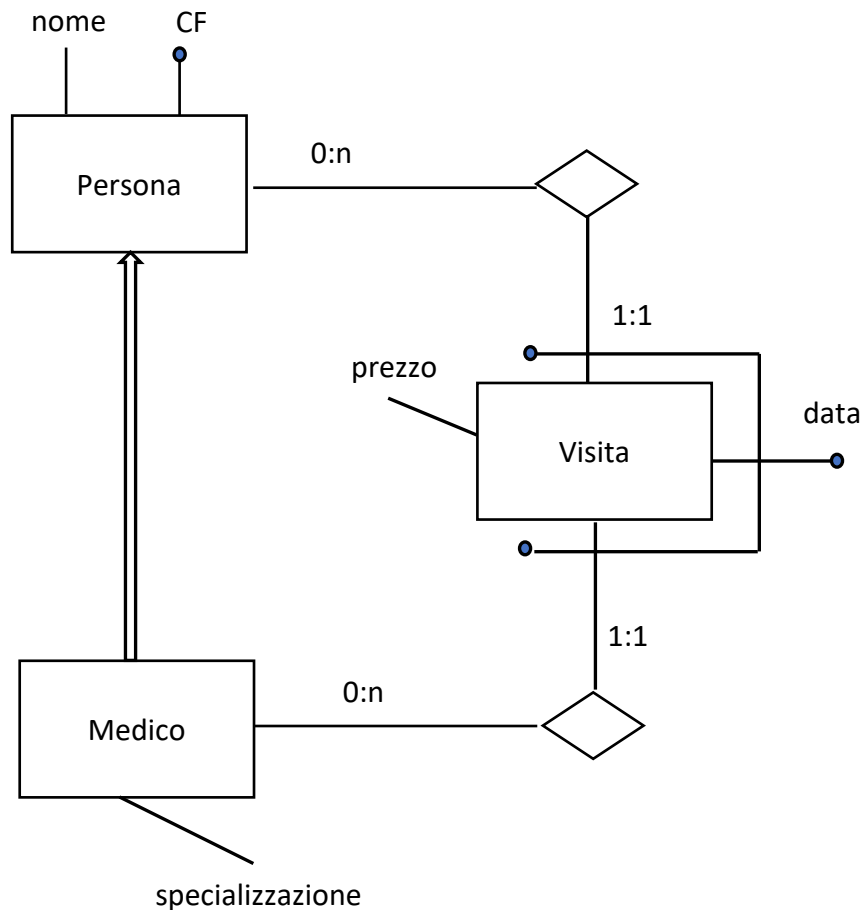 nome
CF
Persona
0:n
1:1
prezzo
data
Visita
1:1
0:n
Medico
specializzazione